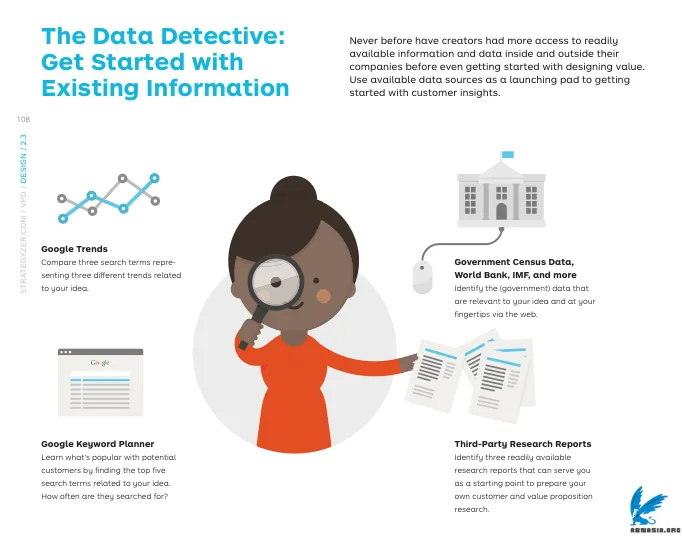 The Data Detective:
Get Started with
Existing Information
Never before have creators had more access to readily
available information and data inside and outside their
companies before even getting started with designing value.
Use available data sources as a launching pad to getting
started with customer insights.
108
STRATEGYZER.COM / VPD / DESIGN / 2.3
Google Trends
Compare three search terms repre-
senting three different trends related
to your idea.
Government Census Data,
World Bank, IMF, and more
Identify the (government) data that
are relevant to your idea and at your
fingertips via the web.
Google
Google Keyword Planner
Learn what's popular with potential
customers by finding the top five
search terms related to your idea.
How often are they searched for?
Third-Party Research Reports
Identify three readily available
research reports that can serve you
as a starting point to prepare your
own customer and value proposition
research.
ABNASIA.ORG